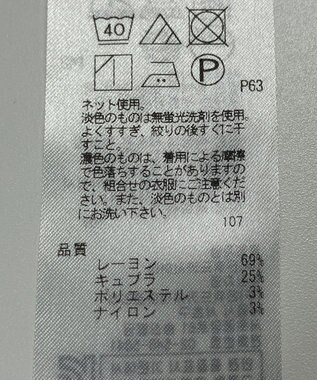 40
P
P63
ネット使用。
淡色のものは無蛍光洗剤を使用。
よくすすぎ、絞りの後すぐに干
すこと。
濃色のものは、着用による摩擦
で色落ちすることがありますの
で、組合せの衣服にご注意くだ
さい。また、淡色のものとは別
にお洗い下さい。
107
品質
レーヨン 69%
キュプラ 25%
ポリエステル 3%
ナイロン 3%